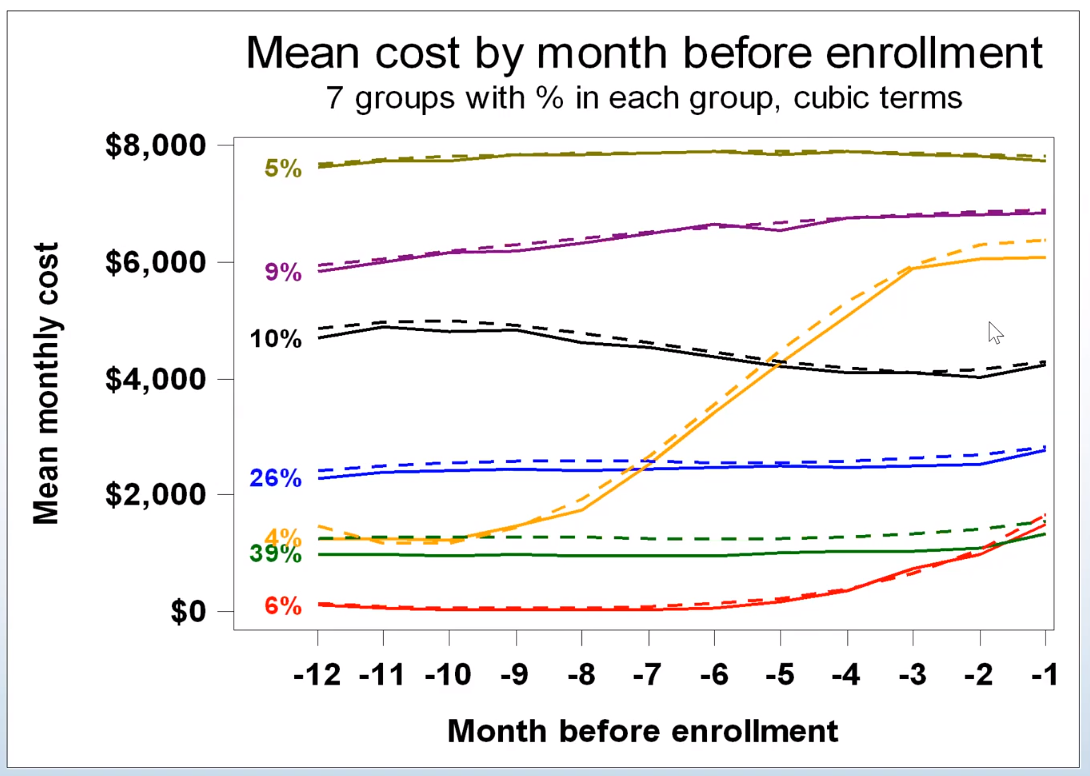 Mean cost by month before enrollment
7 groups with % in each group, cubic terms
Mean monthly cost
$8,000
$6,000
$4,000
$2,000
$0
5%
9%
10%
26%
4%
39%
6%
-12 -11 -10 -9 -8 -7 -6 -5 -4 -3 -2 -1
Month before enrollment